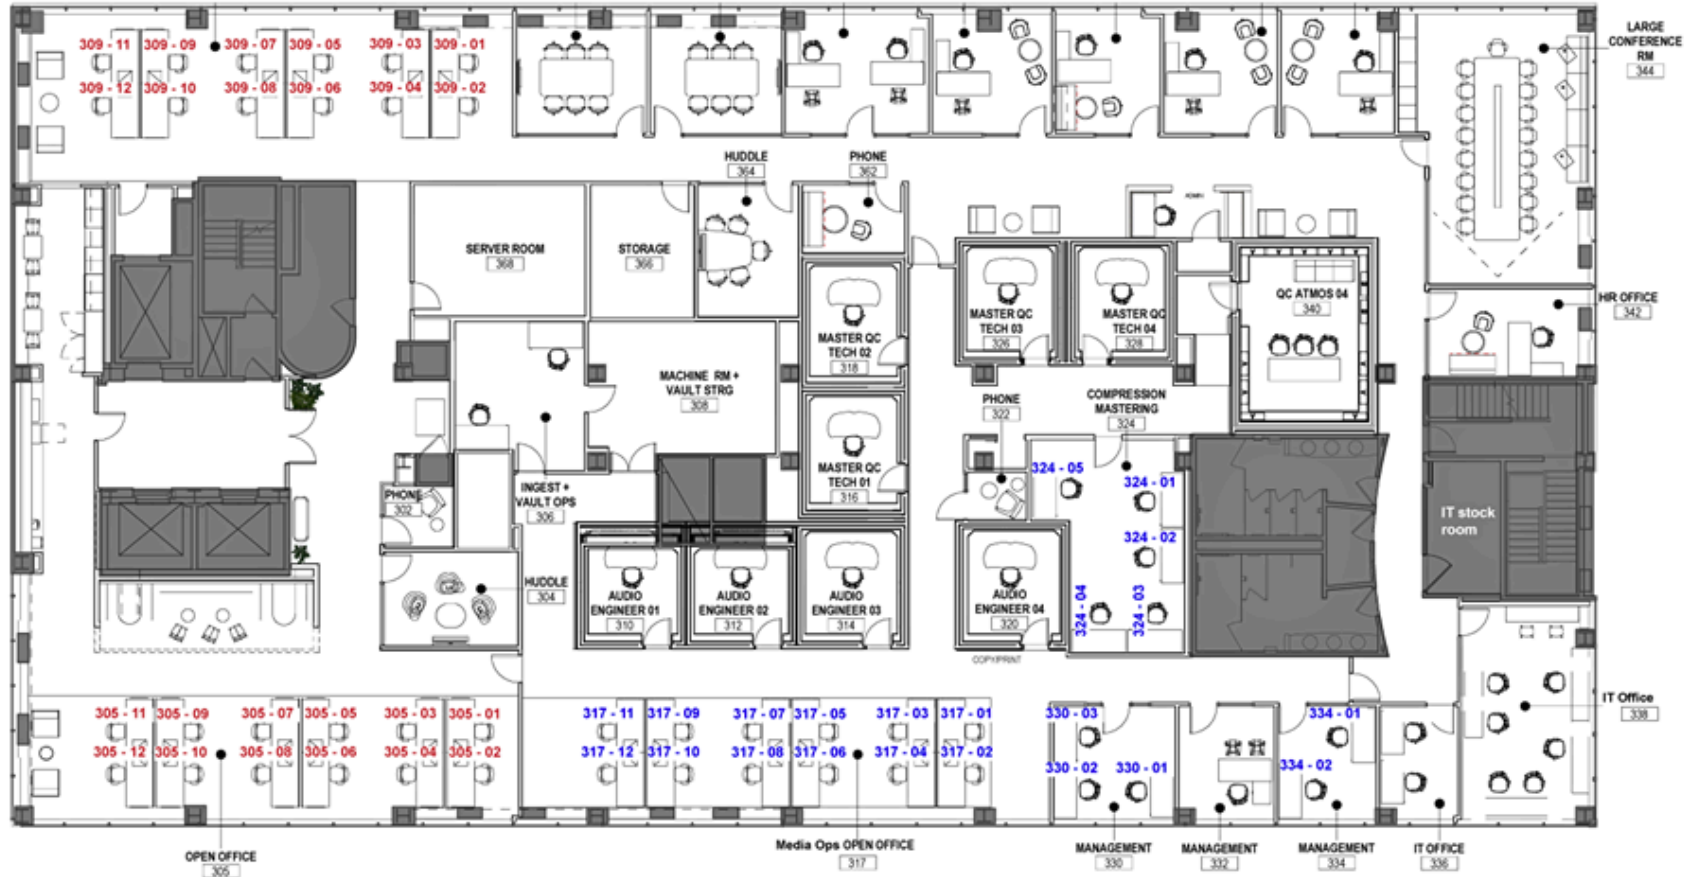 309 - 11 309 - 09 309 - 07 309 - 05 309 - 03 309 - 01
309 - 12 309 - 10 309 - 08 309 - 06 309 - 04 309 - 02
LARGE
CONFERENCE
RM
344
HUDDLE
364
PHONE
362
ADMIN
SERVER ROOM
368
STORAGE
366
MASTER QC
TECH 03
326
MASTER QC
TECH 04
328
QC ATMOS 04
340
HR OFFICE
342
MASTER QC
TECH 02
318
MACHINE RM +
VAULT STRG
308
PHONE
322
COMPRESSION
MASTERING
324
MASTER QC
TECH 01
316
324 - 05
324 - 01
324 - 02
324 - 04
324 - 03
PHONE
302
INGEST +
VAULT OPS
306
IT stock
room
HUDDLE
304
AUDIO
ENGINEER 01
310
AUDIO
ENGINEER 02
312
AUDIO
ENGINEER 03
314
AUDIO
ENGINEER 04
320
COPY/PRINT
IT Office
338
305 - 11 305 - 09 305 - 07 305 - 05 305 - 03 305 - 01
305 - 12 305 - 10 305 - 08 305 - 06 305 - 04 305 - 02
317 - 11 317 - 09 317 - 07 317 - 05 317 - 03 317 - 01
317 - 12 317 - 10 317 - 08 317 - 06 317 - 04 317 - 02
330 - 03
330 - 02 330 - 01
334 - 01
334 - 02
OPEN OFFICE
305
Media Ops OPEN OFFICE
317
MANAGEMENT
330
MANAGEMENT
332
MANAGEMENT
334
IT OFFICE
336